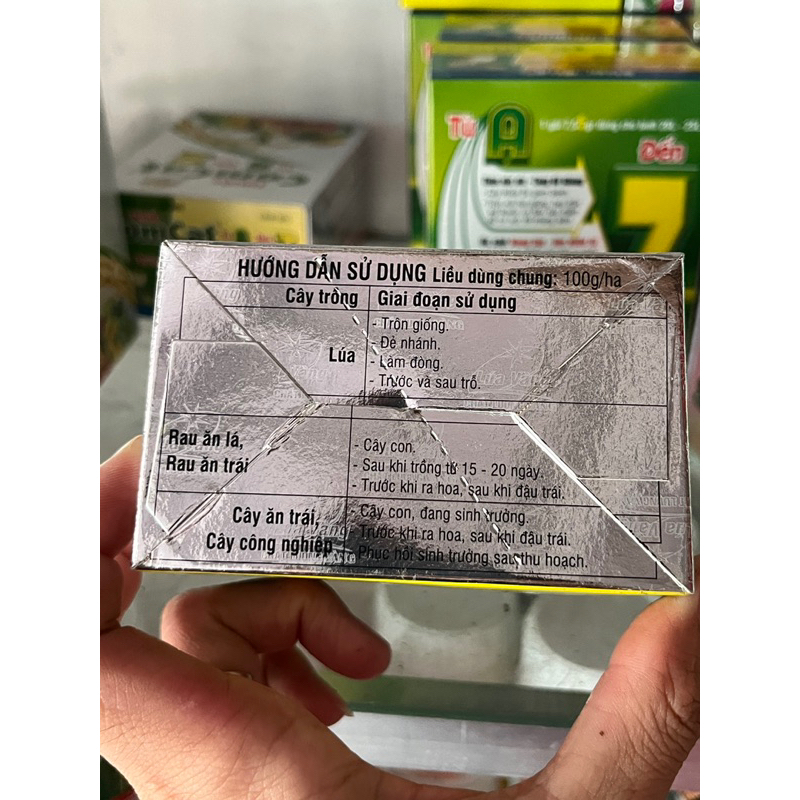 Từ A
Đến
7
HƯỚNG DẪN SỬ DỤNG Liều dùng chung: 100g/ha
Cây trồng Giai đoạn sử dụng
Lúa
- Trộn giống.
- Đẻ nhánh.
- Làm đòng.
- Trước và sau trổ.
Rau ăn lá,
Rau ăn trái
- Cây con.
- Sau khi trồng từ 15 - 20 ngày.
- Trước khi ra hoa, sau khi đậu trái.
Cây ăn trái,
Cây công nghiệp
- Cây con, đang sinh trưởng.
- Trước khi ra hoa, sau khi đậu trái.
Phục hồi sinh trưởng sau thu hoạch.